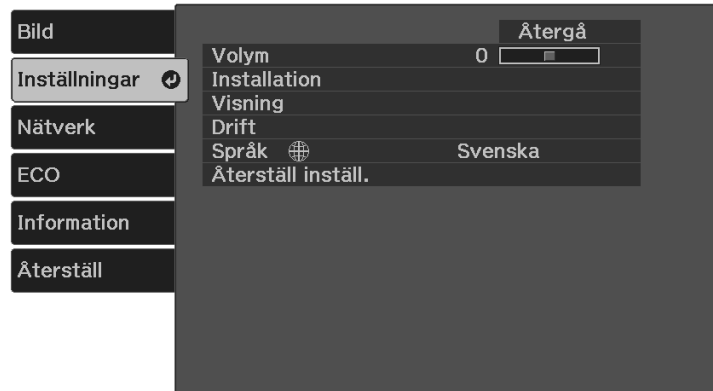 Bild
Inställningar
Nätverk
ECO
Information
Återställ
Återgå
Volym 0
Installation
Visning
Drift
Språk Svenska
Återställ inställ.